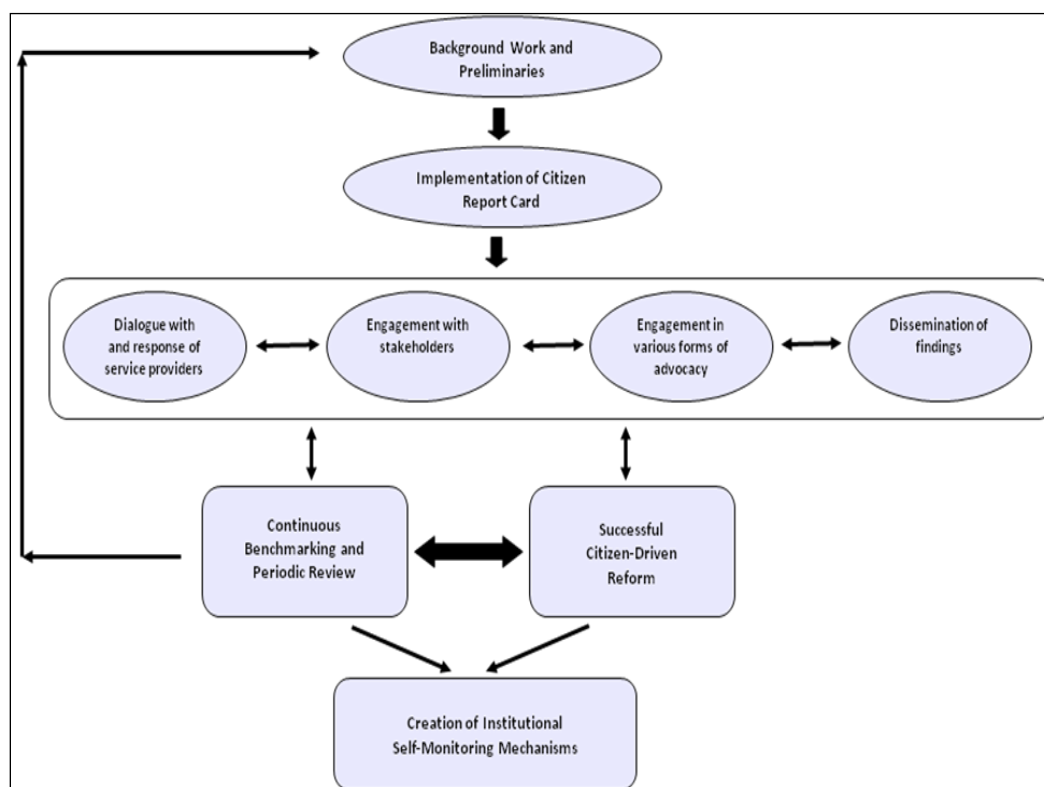 Background Work and
Preliminaries
Implementation of Citizen
Report Card
Dialogue with
and response of
service providers
Engagement with
stakeholders
Engagement in
various forms of
advocacy
Dissemination of
findings
Continuous
Benchmarking and
Periodic Review
Successful
Citizen-Driven
Reform
Creation of Institutional
Self-Monitoring Mechanisms